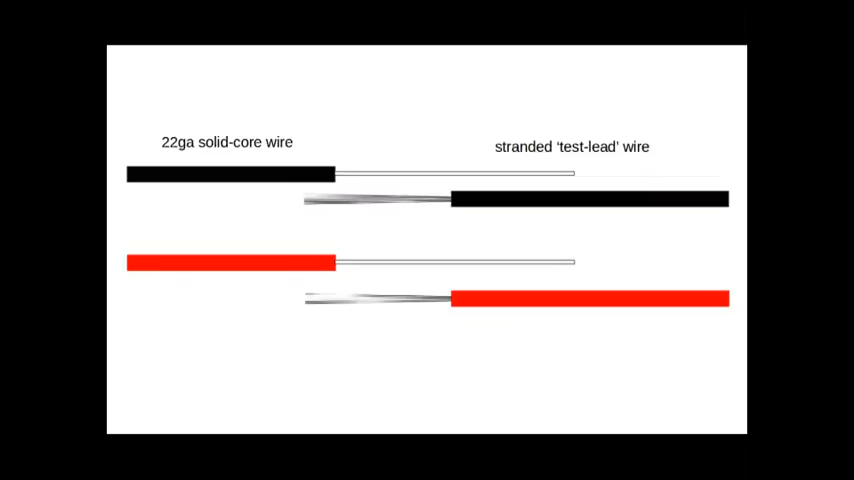 22ga solid-core wire
stranded ‘test-lead’ wire